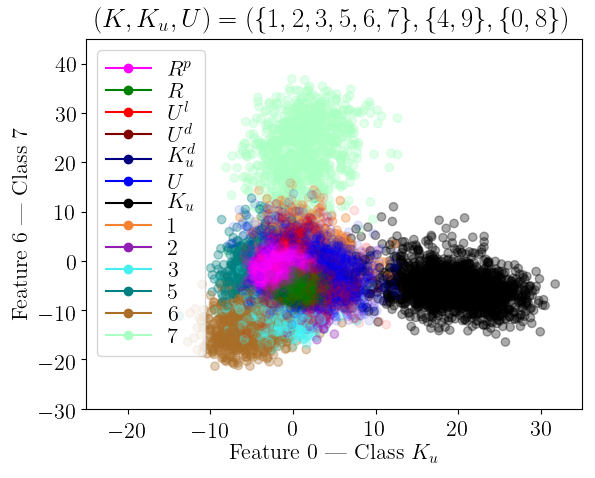 (K, K_u, U) = ({1, 2, 3, 5, 6, 7}, {4, 9}, {0, 8})
40
30
20
10
0
−10
−20
−30
Feature 6 — Class 7
R^p
R
U^l
U^d
K_u^d
U
K_u
1
2
3
5
6
7
−20
−10
0
10
20
30
Feature 0 — Class K_u